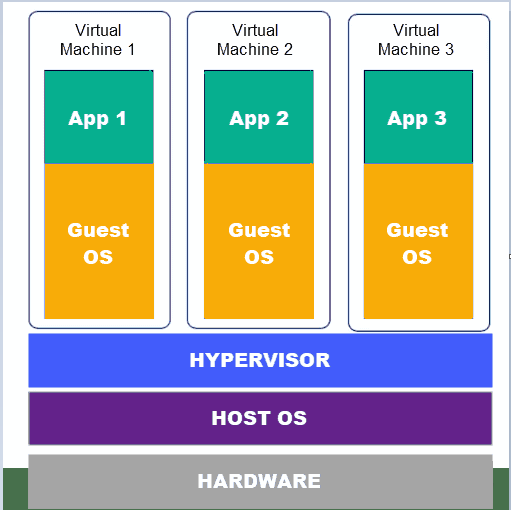 Virtual
Machine 1
Virtual
Machine 2
Virtual
Machine 3
App 1
App 2
App 3
Guest
OS
Guest
OS
Guest
OS
HYPERVISOR
HOST OS
HARDWARE